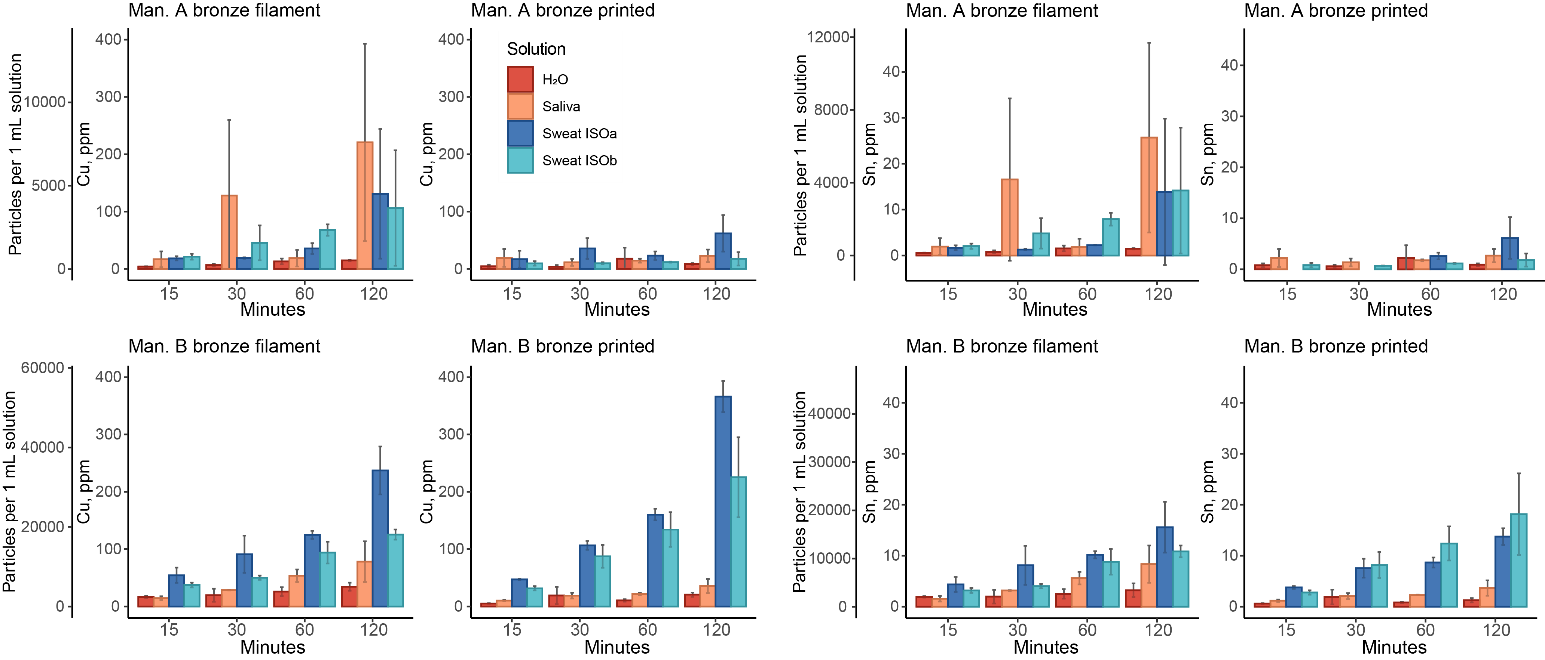 Man. A bronze filament
Particles per 1 mL solution
10000
5000
0
Cu, ppm
400
300
200
100
0
15 30 60 120
Minutes
Man. A bronze printed
Cu, ppm
400
300
200
100
0
Solution
H₂O
Saliva
Sweat ISOa
Sweat ISOb
15 30 60 120
Minutes
Man. A bronze filament
Particles per 1 mL solution
12000
8000
4000
0
Sn, ppm
40
30
20
10
0
15 30 60 120
Minutes
Man. A bronze printed
Sn, ppm
40
30
20
10
0
15 30 60 120
Minutes
Man. B bronze filament
Particles per 1 mL solution
60000
40000
20000
0
Cu, ppm
400
300
200
100
0
15 30 60 120
Minutes
Man. B bronze printed
Cu, ppm
400
300
200
100
0
15 30 60 120
Minutes
Man. B bronze filament
Particles per 1 mL solution
40000
30000
20000
10000
0
Sn, ppm
40
30
20
10
0
15 30 60 120
Minutes
Man. B bronze printed
Sn, ppm
40
30
20
10
0
15 30 60 120
Minutes